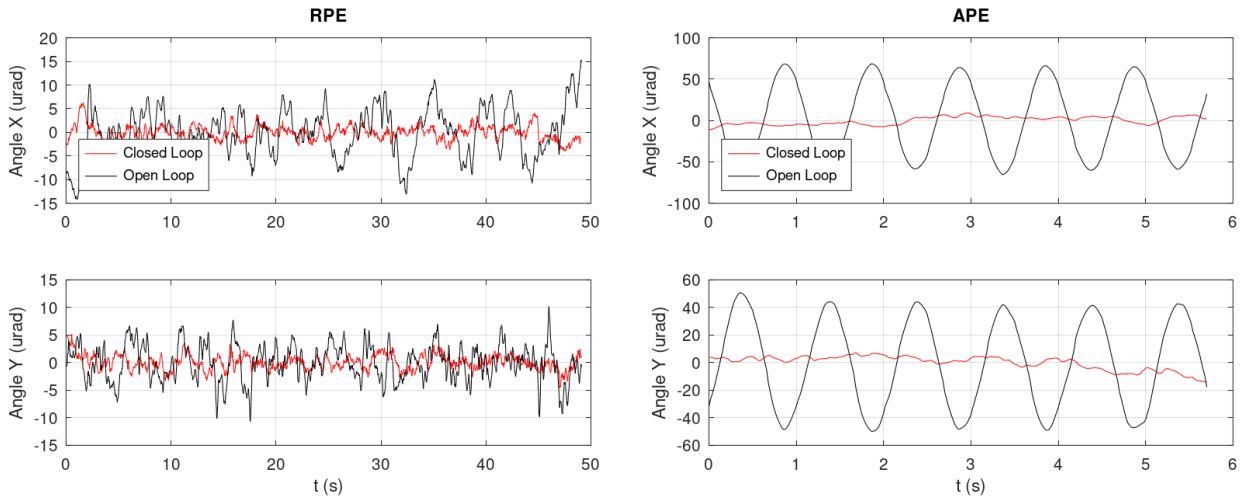 RPE
Angle X (urad)
20
15
10
5
0
-5
-10
-15
Closed Loop
Open Loop
0 10 20 30 40 50
APE
Angle X (urad)
100
50
0
-50
-100
Closed Loop
Open Loop
0 1 2 3 4 5 6
Angle Y (urad)
15
10
5
0
-5
-10
-15
0 10 20 30 40 50
t (s)
Angle Y (urad)
60
40
20
0
-20
-40
-60
0 1 2 3 4 5 6
t (s)